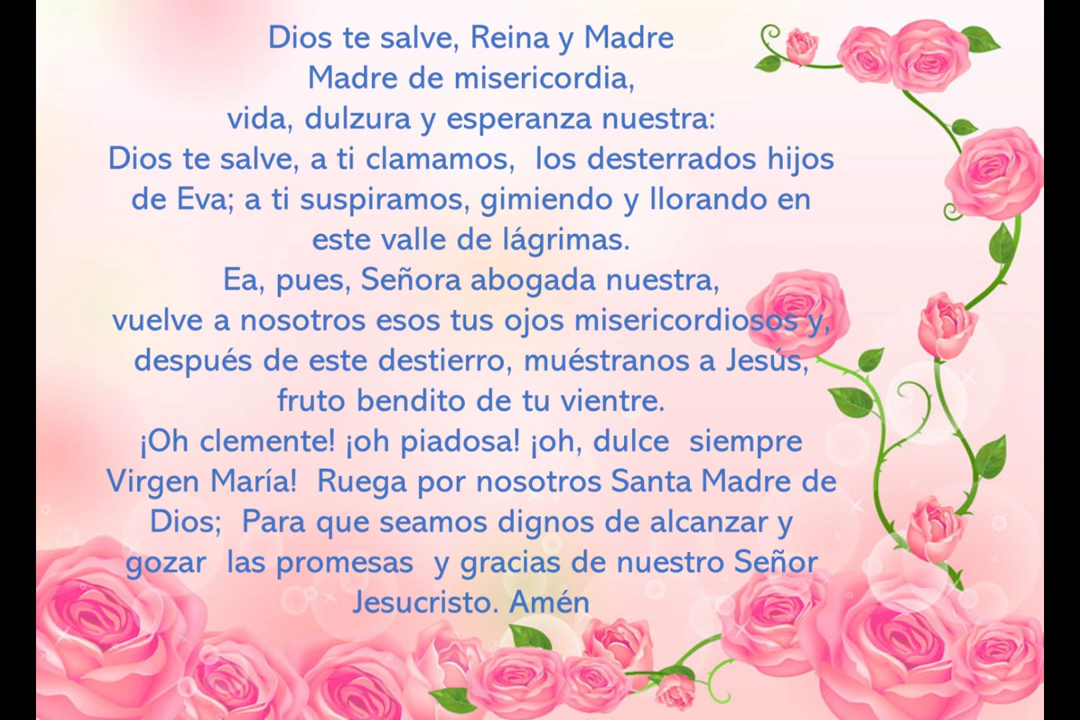 Dios te salve, Reina y Madre
Madre de misericordia,
vida, dulzura y esperanza nuestra:
Dios te salve, a ti clamamos,  los desterrados hijos
de Eva; a ti suspiramos, gimiendo y llorando en
este valle de lágrimas.
Ea, pues, Señora abogada nuestra,
vuelve a nosotros esos tus ojos misericordiosos y,
después de este destierro, muéstranos a Jesús,
fruto bendito de tu vientre.
¡Oh clemente! ¡oh piadosa! ¡oh, dulce  siempre
Virgen María!  Ruega por nosotros Santa Madre de
Dios;  Para que seamos dignos de alcanzar y
gozar  las promesas  y gracias de nuestro Señor
Jesucristo. Amén